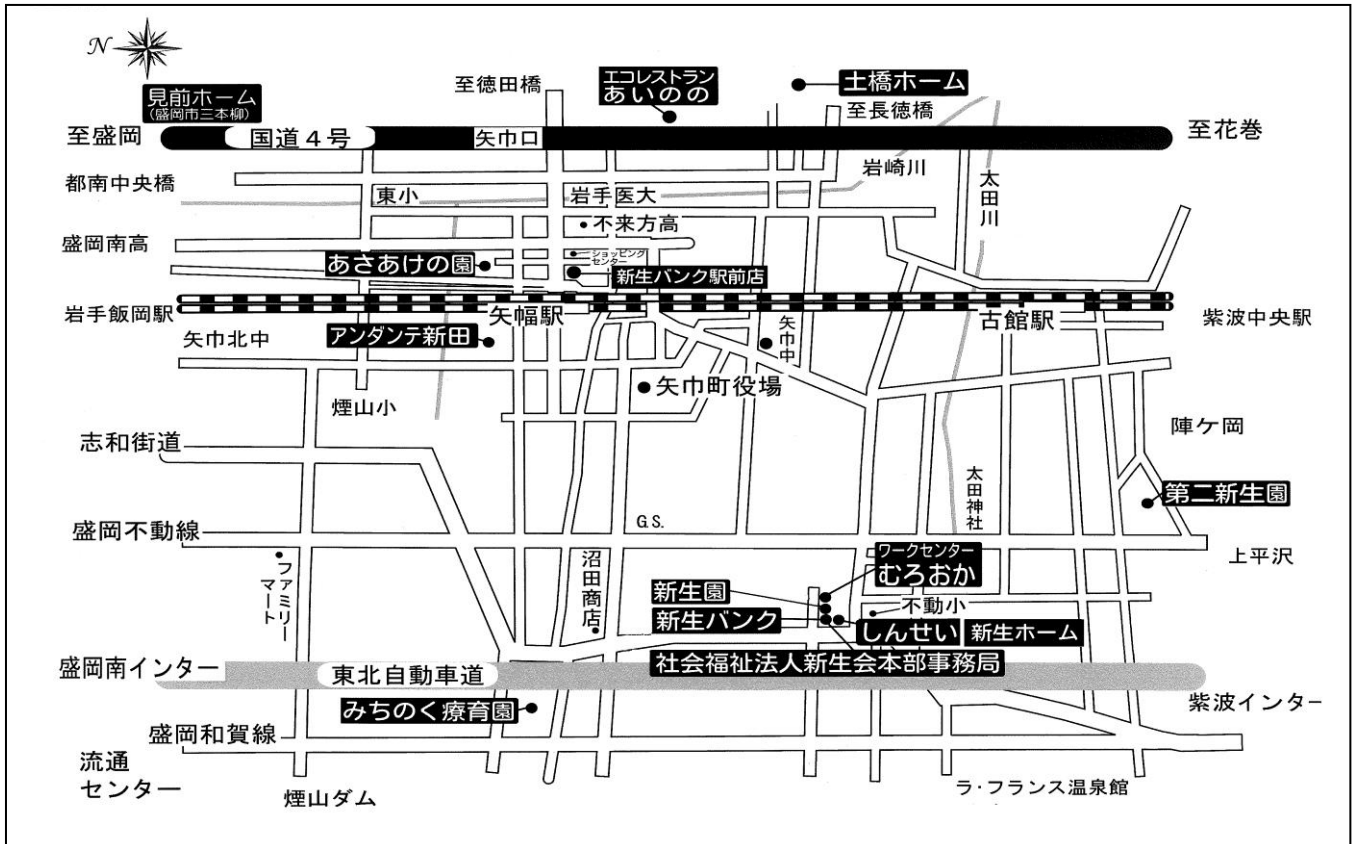 N
至徳田橋
エコレストラン
あいのの
土橋ホーム
見前ホーム
(盛岡市三本柳)
至長徳橋
至盛岡
国道4号
矢巾口
至花巻
都南中央橋
東小
岩手医大
岩崎川
太田川
不来方高
盛岡南高
ショッピング
センター
あさあけの園
新生バンク駅前店
岩手飯岡駅
矢幅駅
古館駅
紫波中央駅
矢巾北中
アンダンテ新田
矢巾中
矢巾町役場
煙山小
陣ケ岡
志和街道
太田神社
第二新生園
G.S.
盛岡不動線
上平沢
ファミリー
マート
沼田商店
ワークセンター
むろおか
新生園
不動小
新生バンク
しんせい
新生ホーム
社会福祉法人新生会本部事務局
盛岡南インター
東北自動車道
紫波インター
みちのく療育園
盛岡和賀線
流通
センター
煙山ダム
ラ・フランス温泉館